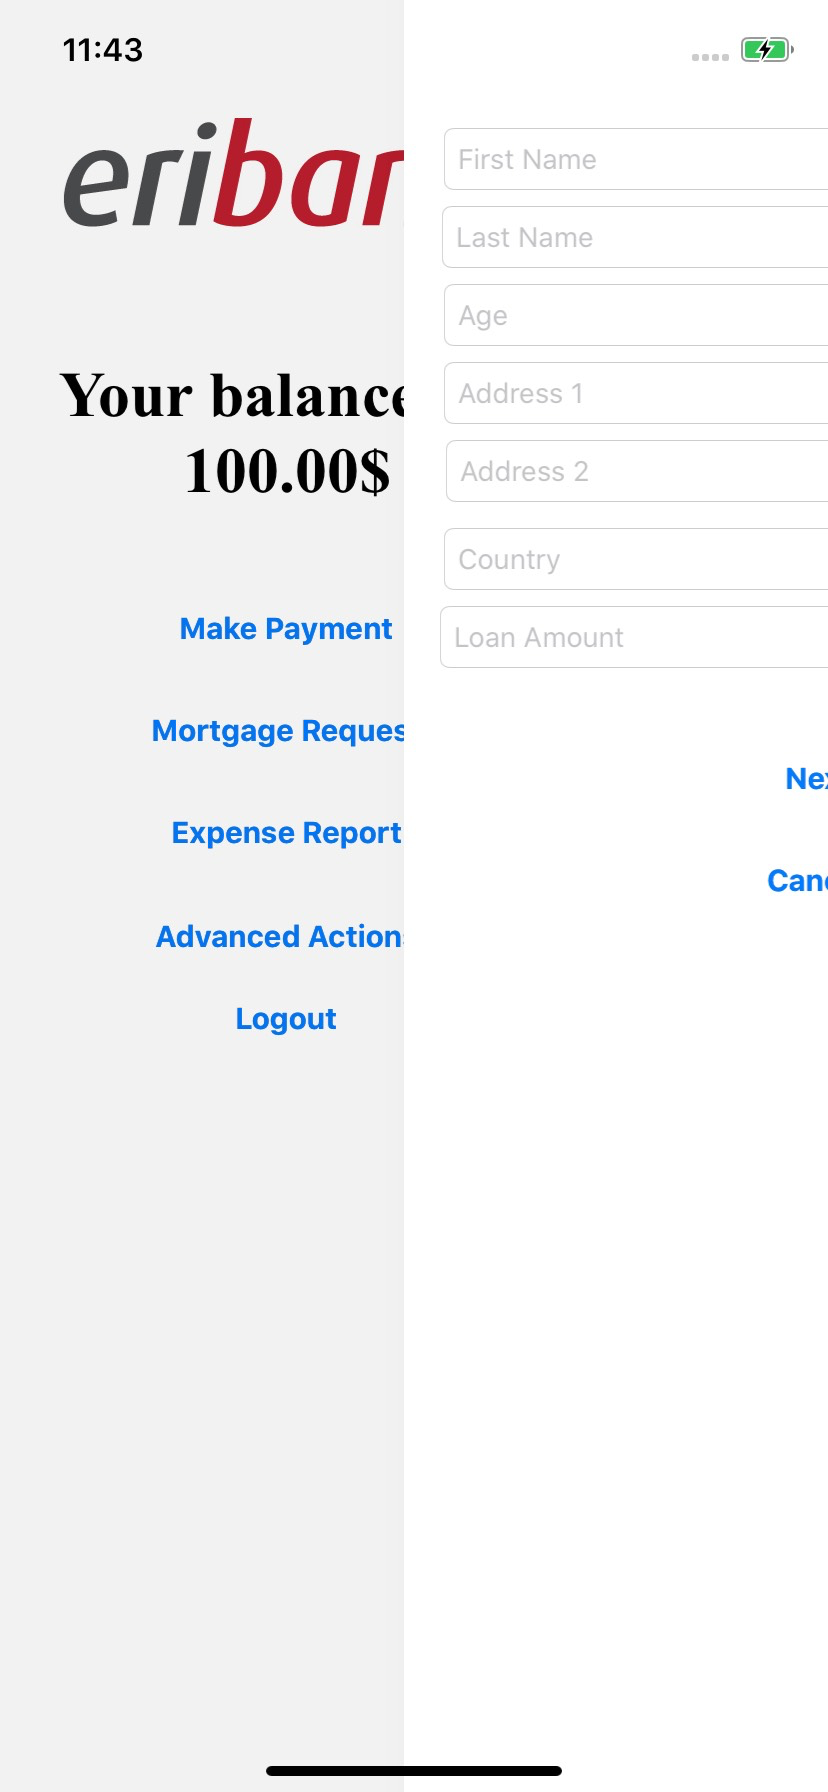 11:43
eribar
Your balance
100.00$
Make Payment
Mortgage Reques
Expense Report
Advanced Action
Logout
First Name
Last Name
Age
Address 1
Address 2
Country
Loan Amount
Nex
Canc